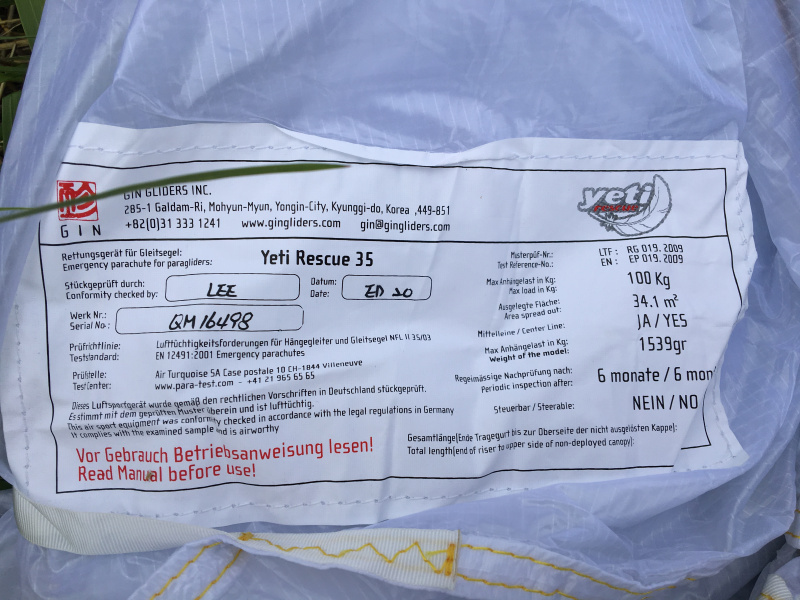 GIN GLIDERS INC.
285-1 Galdam-Ri, Mohyun-Myun, Yongin-City, Kyunggi-do, Korea ,449-851
+82(0)31 333 1241 www.gingliders.com gin@gingliders.com
GIN
yeti
Rettungsgerät für Gleitsegel:
Emergency parachute for paragliders:
Yeti Rescue 35
Stückgeprüft durch:
Conformity checked by:
LEE
Datum:
Date:
Werk Nr.:
Serial No.:
QM16498
Prüfrichtlinie:
Teststandard:
Lufttüchtigkeitsforderungen für Hängegleiter und Gleitsegel NFL II 35/03
EN 12491:2001 Emergency parachutes
Prüfstelle:
Testcenter:
Air Turquoise SA Case postale 10 CH-1844 Villeneuve
www.para-test.com - +41 21 965 65 65
Dieses Luftsportgerät wurde gemäß den rechtlichen Vorschriften in Deutschland stückgeprüft.
Es stimmt mit dem geprüften Muster überein und ist lufttüchtig.
This air sport equipment was conformity checked in accordance with the legal regulations in Germany
It complies with the examined sample and is airworthy
Vor Gebrauch Betriebsanweisung lesen!
Read Manual before use!
Musterpüf-Nr.:
Test Reference-No.:
LTF: RG 019.2009
EN: EP 019.2009
Max Anhängelast in Kg:
Max load in Kg:
100 Kg
Ausgelegte Fläche:
Area spread out:
34.1 m²
Mittelleine / Center Line:
JA / YES
Max Anhängelast in Kg:
Weight of the model:
1539gr
Regelmässige Nachprüfung nach:
Periodic inspection after:
6 monate / 6 mon
Steuerbar / Steerable:
NEIN / NO
Gesamtlänge(Ende Tragegurt bis zur Oberseite der nicht ausgelösten Kappe):
Total length(end of riser to upper side of non-deployed canopy):